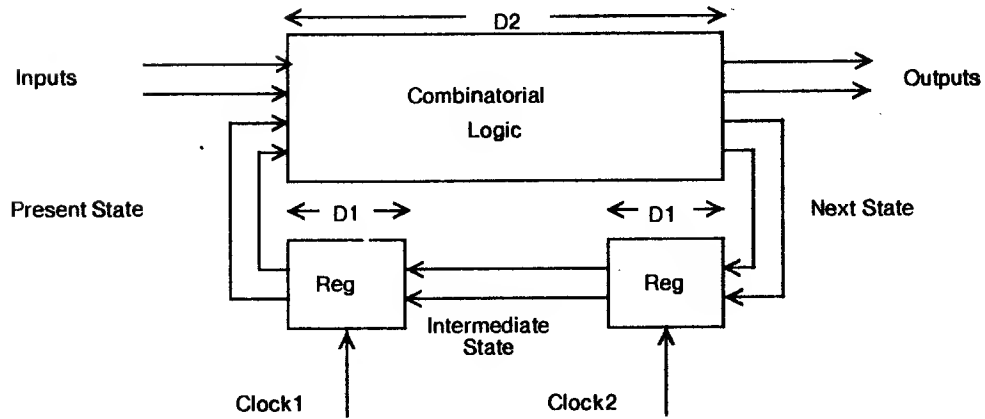 D2
Inputs
Combinatorial
Logic
Outputs
Present State
D1
D1
Next State
Reg
Reg
Intermediate
State
Clock1
Clock2